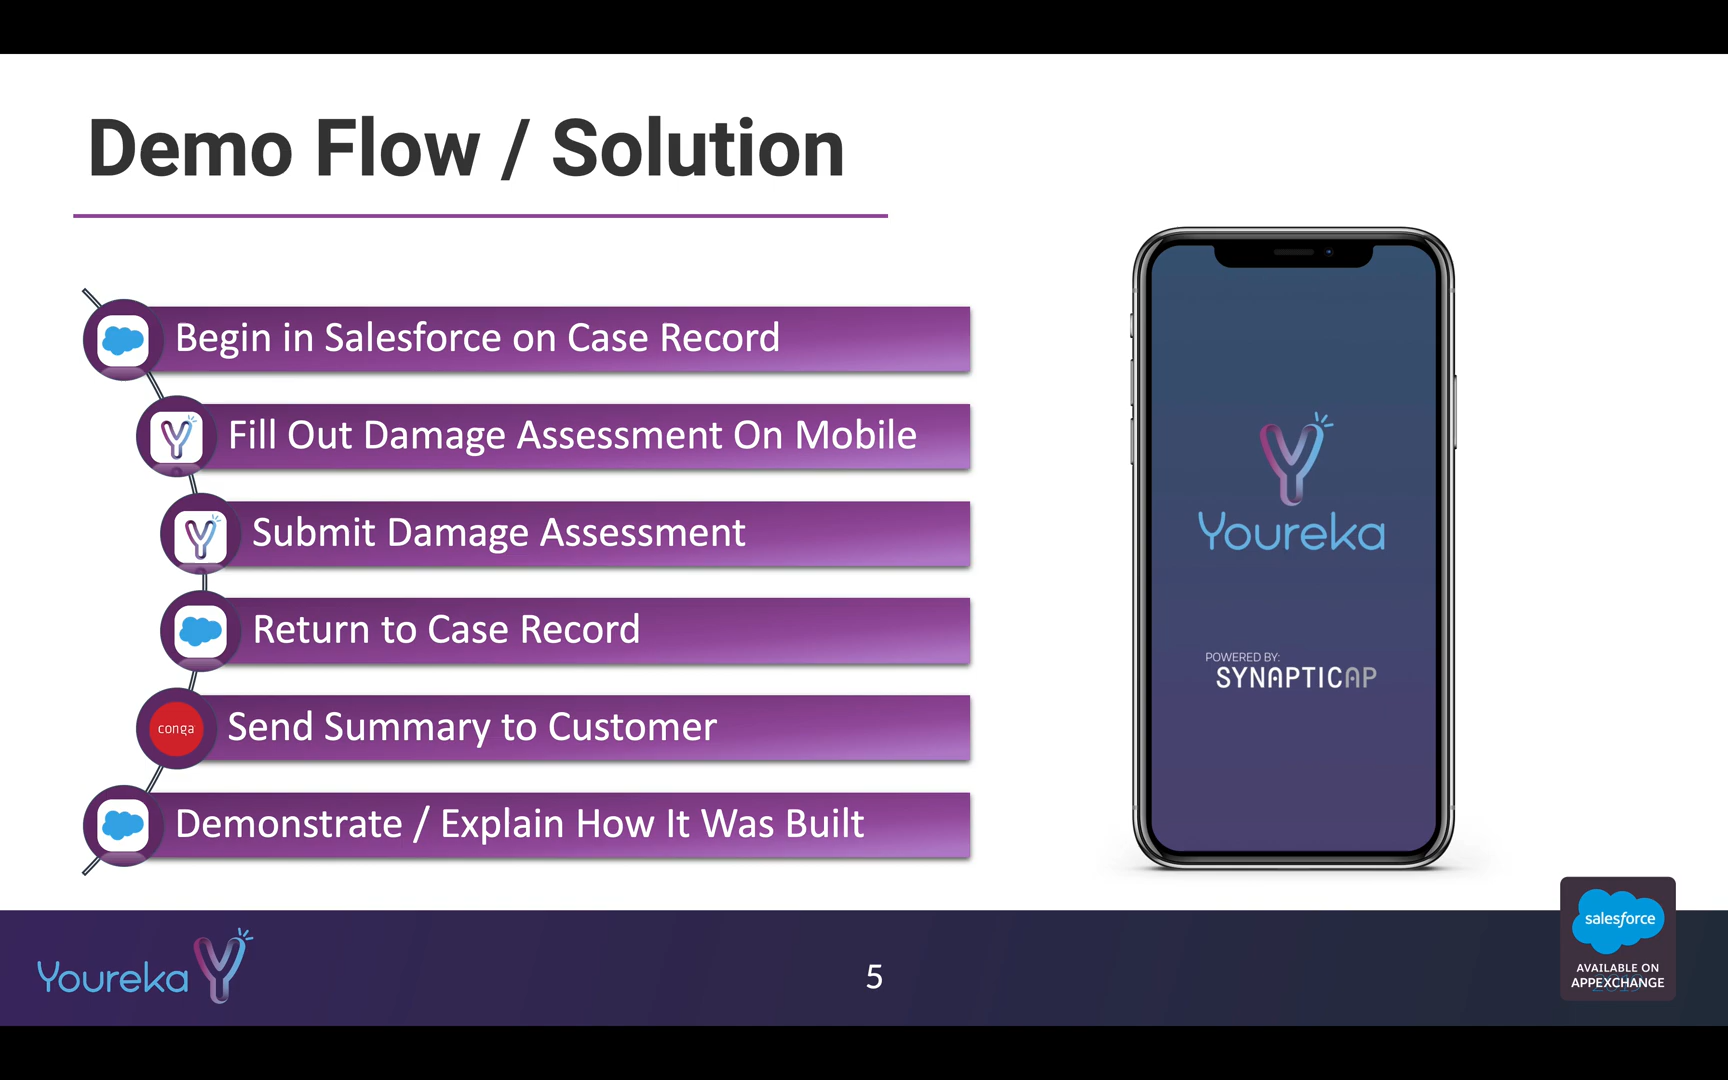 Demo Flow / Solution
Begin in Salesforce on Case Record
Fill Out Damage Assessment On Mobile
Submit Damage Assessment
Return to Case Record
conga
Send Summary to Customer
Demonstrate / Explain How It Was Built
Youreka
POWERED BY:
SYNAPTICAP
Youreka
5
salesforce
AVAILABLE ON
APPEXCHANGE